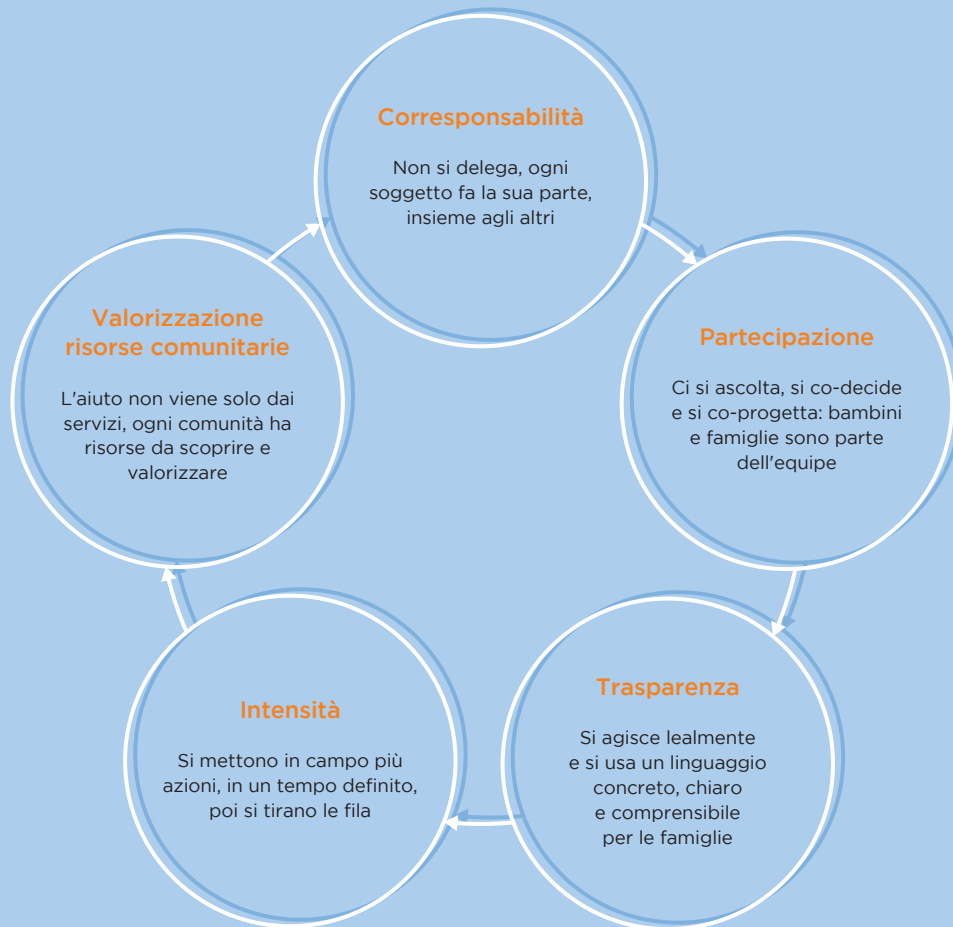 Corresponsabilità
Non si delega, ogni
soggetto fa la sua parte,
insieme agli altri
Partecipazione
Ci si ascolta, si co-decide
e si co-progetta: bambini
e famiglie sono parte
dell'equipe
Trasparenza
Si agisce lealmente
e si usa un linguaggio
concreto, chiaro
e comprensibile
per le famiglie
Intensità
Si mettono in campo più
azioni, in un tempo definito,
poi si tirano le fila
Valorizzazione
risorse comunitarie
L'aiuto non viene solo dai
servizi, ogni comunità ha
risorse da scoprire e
valorizzare